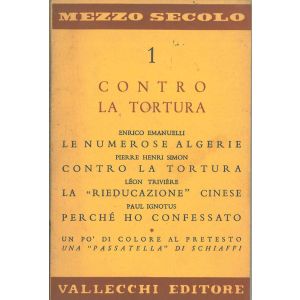 MEZZO SECOLO
1
CONTRO
LA TORTURA
ENRICO EMANUELLI
LE NUMEROSE ALGERIE
PIERRE HENRI SIMON
CONTRO LA TORTURA
LÉON TRIVIÈRE
LA "RIEDUCAZIONE" CINESE
PAUL IGNOTUS
PERCHÉ HO CONFESSATO
*
UN PO' DI COLORE AL PRETESTO
UNA "PASSATELLA" DI SCHIAFFI
VALLECCHI EDITORE